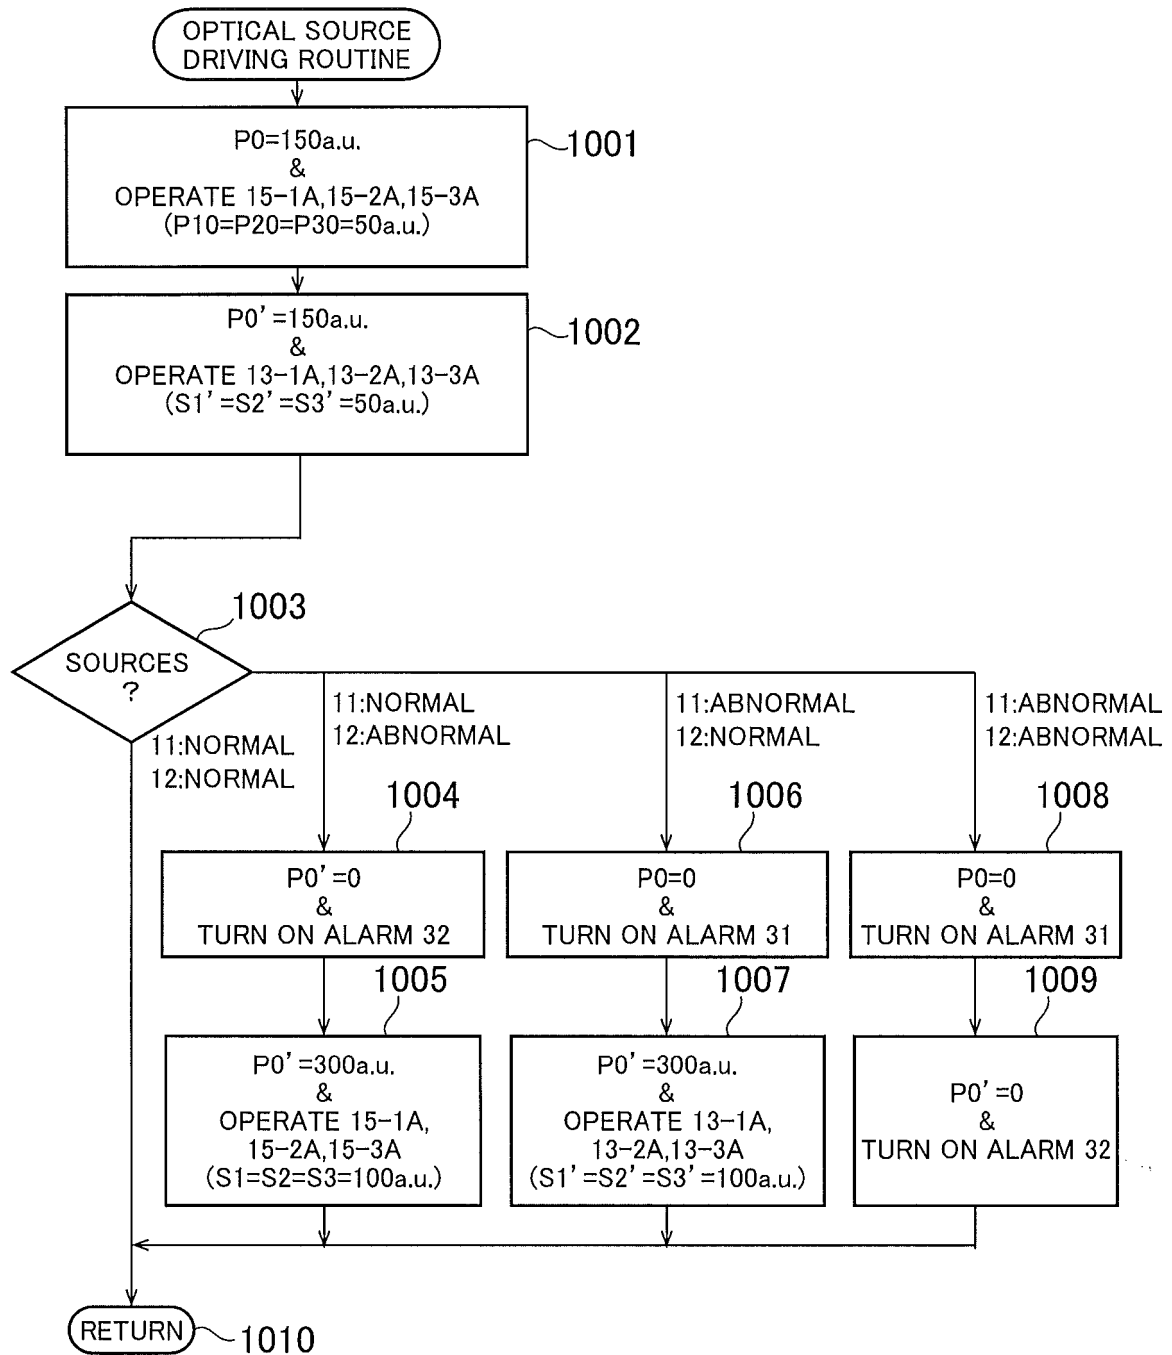 OPTICAL SOURCE
DRIVING ROUTINE
P0=150a.u.
&
OPERATE 15-1A,15-2A,15-3A
(P10=P20=P30=50a.u.)
1001
P0'=150a.u.
&
OPERATE 13-1A,13-2A,13-3A
(S1'=S2'=S3'=50a.u.)
1002
SOURCES
?
1003
11:NORMAL
12:NORMAL
11:NORMAL
12:ABNORMAL
11:ABNORMAL
12:NORMAL
11:ABNORMAL
12:ABNORMAL
1004
P0'=0
&
TURN ON ALARM 32
1006
P0=0
&
TURN ON ALARM 31
1008
P0=0
&
TURN ON ALARM 31
1005
P0'=300a.u.
&
OPERATE 15-1A,
15-2A,15-3A
(S1=S2=S3=100a.u.)
1007
P0'=300a.u.
&
OPERATE 13-1A,
13-2A,13-3A
(S1'=S2'=S3'=100a.u.)
1009
P0'=0
&
TURN ON ALARM 32
RETURN
1010